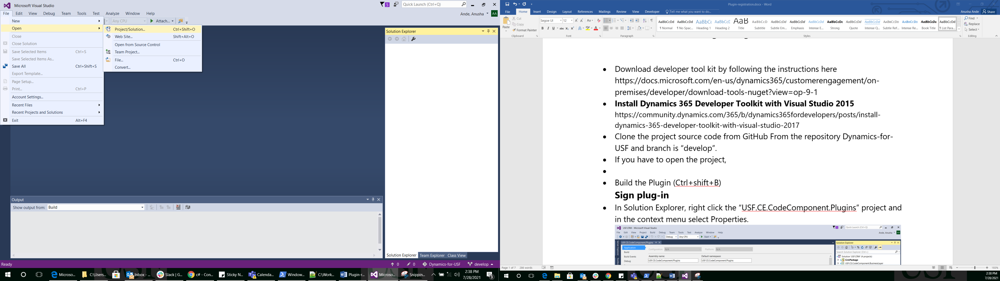 Microsoft Visual Studio
5
Quick Launch (Ctrl+Q)
File Edit View Debug Team Tools Test Analyze Window Help
Ande, Anusha AA
Any CPU Attach...
New
Open
Close
Close Solution
Save Selected Items Ctrl+S
Save Selected Items As...
Save All Ctrl+Shift+S
Export Template...
Page Setup...
Print... Ctrl+P
Account Settings...
Recent Files
Recent Projects and Solutions
Exit Alt+F4
Project/Solution... Ctrl+Shift+O
Web Site... Shift+Alt+O
Open from Source Control
Team Project...
File... Ctrl+O
Convert...
Solution Explorer
Output
Show output from: Build
Solution Explorer Team Explorer Class View
Ready 0 0 Dynamics-for-USF develop
Microso... C:\Users... Inbox - ... Slack | G... c# - Con... Sticky N... Calenda... Window... C:\Work... Plugin-r... Microso... Snippin...
2:38 PM
7/28/2021
3
Plugin-registration.docx - Word
File Home Insert Design Layout References Mailings Review View Developer Tell me what you want to do...
Anusha Ande Share
Paste
Cut
Copy
Format Painter
Clipboard
Segoe UI 12
Font
Paragraph
AaBbCcDd AaBbCcDd AaBbCc AaBbCcC AaB AaBbCcD AaBbCcDd AaBbCcDd AaBbCcDd AaBbCcDc AaBbCcDd AaBbCcDd AaBbCcDd AaBbCcDd AaBbCcDd AaBbCcDd
¶ Normal ¶ No Spac... Heading 1 Heading 2 Title Subtitle Subtle Em... Emphasis Intense E... Strong Quote Intense Q... Subtle Ref... Intense Re... Book Title ¶ List Para...
Styles
Find
Replace
Select
Editing
• Download developer tool kit by following the instructions here
https://docs.microsoft.com/en-us/dynamics365/customerengagement/on-
premises/developer/download-tools-nuget?view=op-9-1
• Install Dynamics 365 Developer Toolkit with Visual Studio 2015
https://community.dynamics.com/365/b/dynamics365fordevelopers/posts/install-
dynamics-365-developer-toolkit-with-visual-studio-2017
• Clone the project source code from GitHub From the repository Dynamics-for-
USF and branch is “develop”.
• If you have to open the project,
•
• Build the Plugin (Ctrl+shift+B)
Sign plug-in
• In Solution Explorer, right click the “USF.CE.CodeComponent.Plugins” project and
in the context menu select Properties.
USF.CRM - Microsoft Visual Studio
Quick Launch (Ctrl+Q)
File Edit View Project Build Debug Team Tools Test Analyze Window Help
Ande, Anusha AA
Debug Any CPU Start
Server Explorer
USF.CE.CodeComponent.Plugins
Application
Build
Build Events
Debug
Configuration: N/A Platform: N/A
Assembly name: Default namespace:
USF.CE.CodeComponent.Plugins USF.CE.CodeComponent.Plugins
Solution Explorer
Search Solution Explorer (Ctrl+;)
Solution 'USF.CRM' (4 projects)
CrmPackage
USF.CE.CodeComponent.BusinessLayer
Page 1 of 7 286 words
193%
2:38 PM
7/28/2021